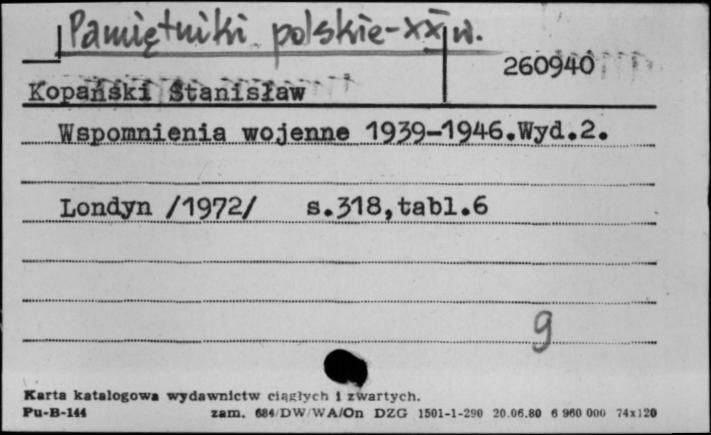 Pamiętniki polskie-XX w.
260940
Kopański Stanisław
Wspomnienia wojenne 1939-1946.Wyd.2.
Londyn /1972/ s.318,tabl.6
9
Karta katalogowa wydawnictw ciągłych i zwartych.
Pu-B-144 zam. 684/DW/WA/On DZG 1501-1-290 20.06.80 6 960 000 74x120